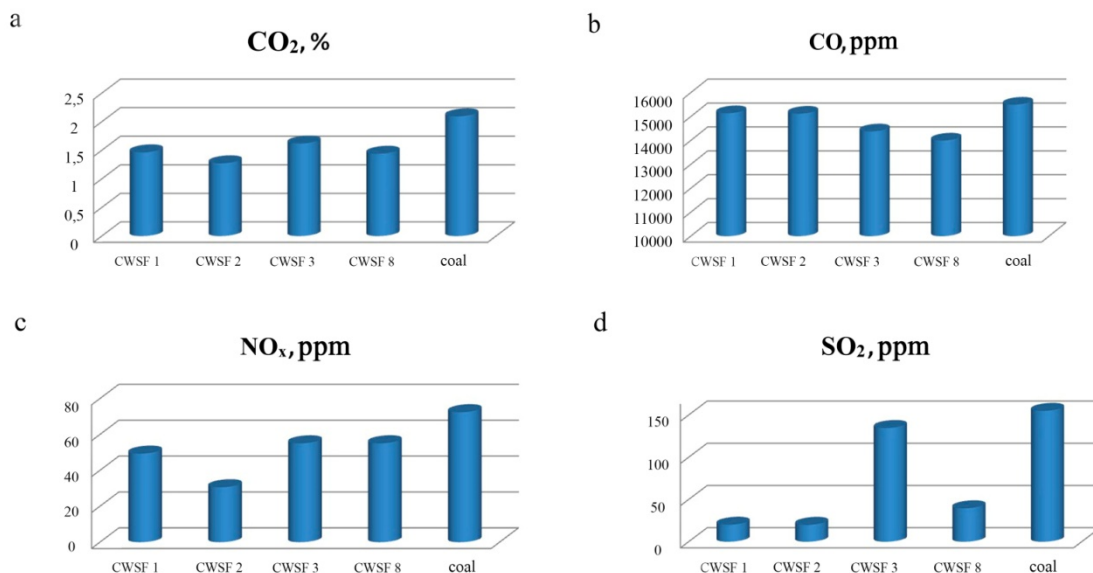 a
CO₂, %
2,5
2
1,5
1
0,5
0
CWSF 1 CWSF 2 CWSF 3 CWSF 8 coal
b
CO, ppm
16000
15000
14000
13000
12000
11000
10000
CWSF 1 CWSF 2 CWSF 3 CWSF 8 coal
c
NOₓ, ppm
80
60
40
20
0
CWSF 1 CWSF 2 CWSF 3 CWSF 8 coal
d
SO₂, ppm
150
100
50
0
CWSF 1 CWSF 2 CWSF 3 CWSF 8 coal